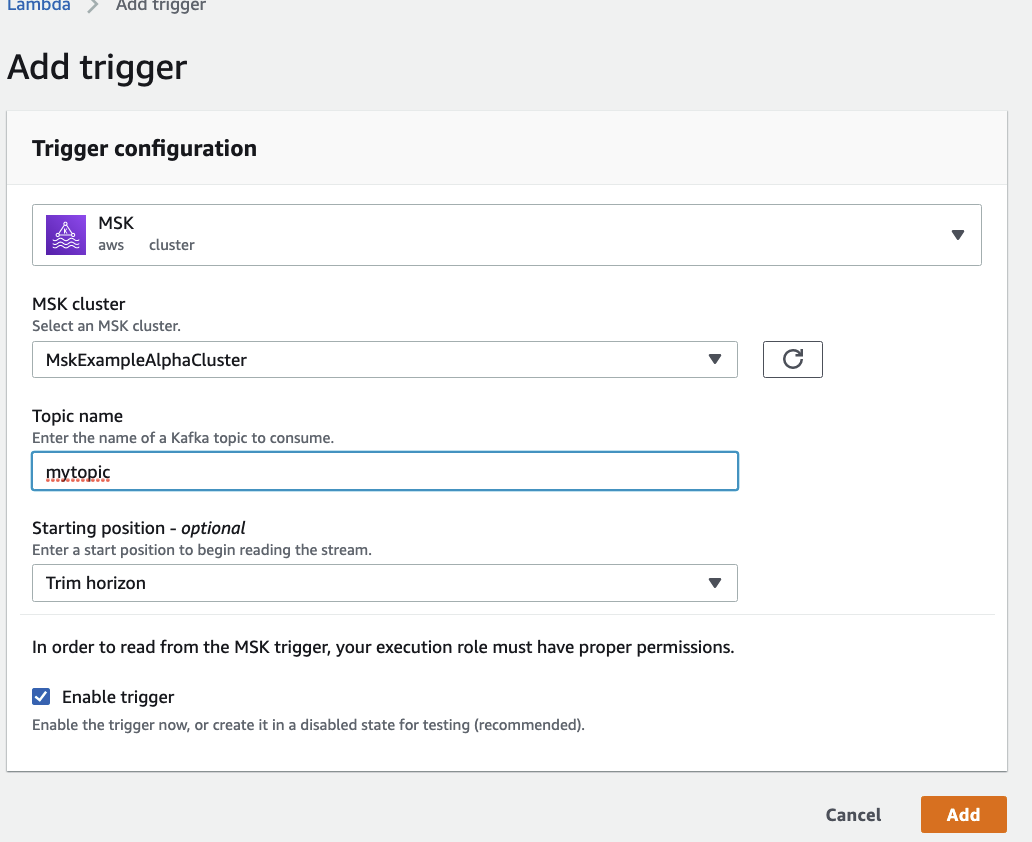 Lambda > Add trigger
Add trigger
Trigger configuration
MSK
aws cluster
MSK cluster
Select an MSK cluster.
MskExampleAlphaCluster
Topic name
Enter the name of a Kafka topic to consume.
mytopic
Starting position - optional
Enter a start position to begin reading the stream.
Trim horizon
In order to read from the MSK trigger, your execution role must have proper permissions.
Enable trigger
Enable the trigger now, or create it in a disabled state for testing (recommended).
Cancel Add